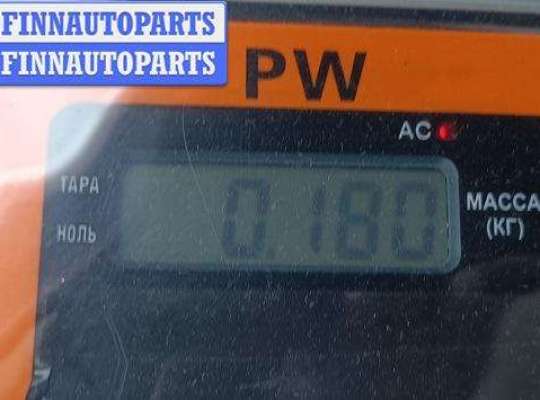 FINNAUTOPARTS
FINNAUTOPARTS
PW
AC
ТАРА
0.180
МАССА
(КГ)
НОЛЬ